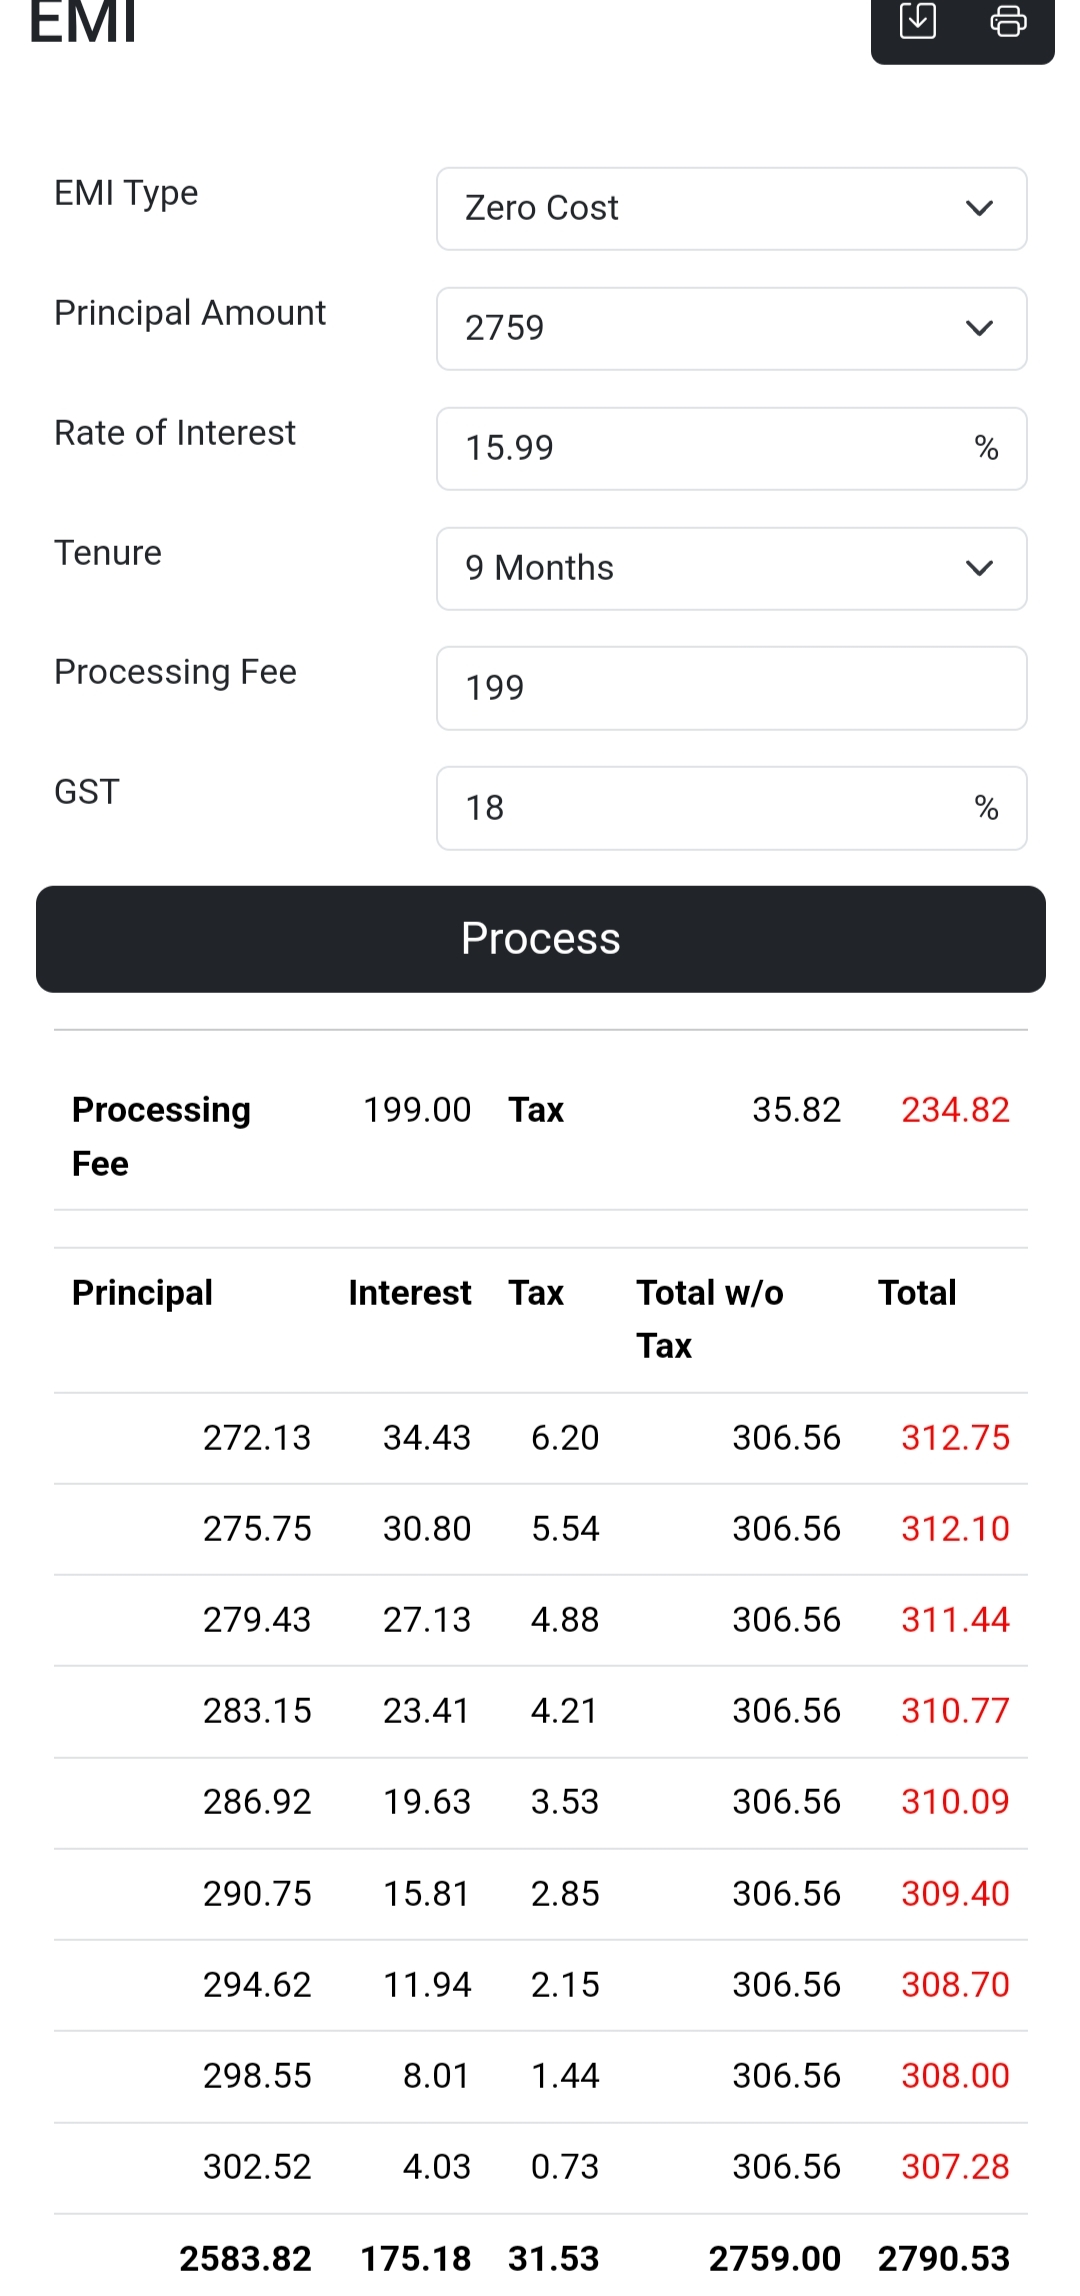 EMI
EMI Type
Zero Cost
Principal Amount
2759
Rate of Interest
15.99 %
Tenure
9 Months
Processing Fee
199
GST
18 %
Process
Processing Fee 199.00 Tax 35.82 234.82
Principal Interest Tax Total w/o Tax Total
272.13 34.43 6.20 306.56 312.75
275.75 30.80 5.54 306.56 312.10
279.43 27.13 4.88 306.56 311.44
283.15 23.41 4.21 306.56 310.77
286.92 19.63 3.53 306.56 310.09
290.75 15.81 2.85 306.56 309.40
294.62 11.94 2.15 306.56 308.70
298.55 8.01 1.44 306.56 308.00
302.52 4.03 0.73 306.56 307.28
2583.82 175.18 31.53 2759.00 2790.53